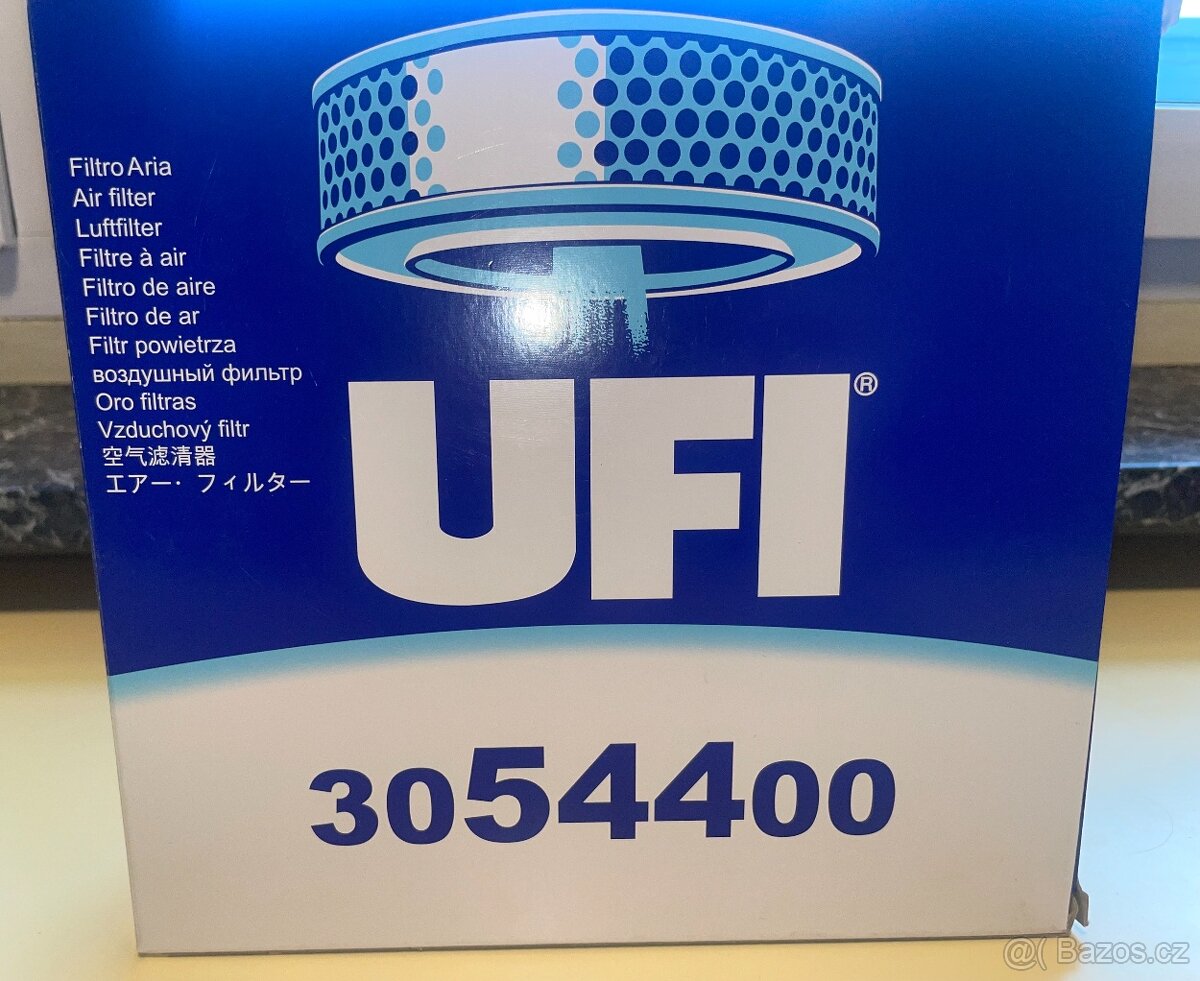 Filtro Aria
Air filter
Luftfilter
Filtre à air
Filtro de aire
Filtro de ar
Filtr powietrza
воздушный фильтр
Oro filtras
Vzduchový filtr
空气滤清器
エアー・フィルター
UFI®
3054400
@( Bazos.cz